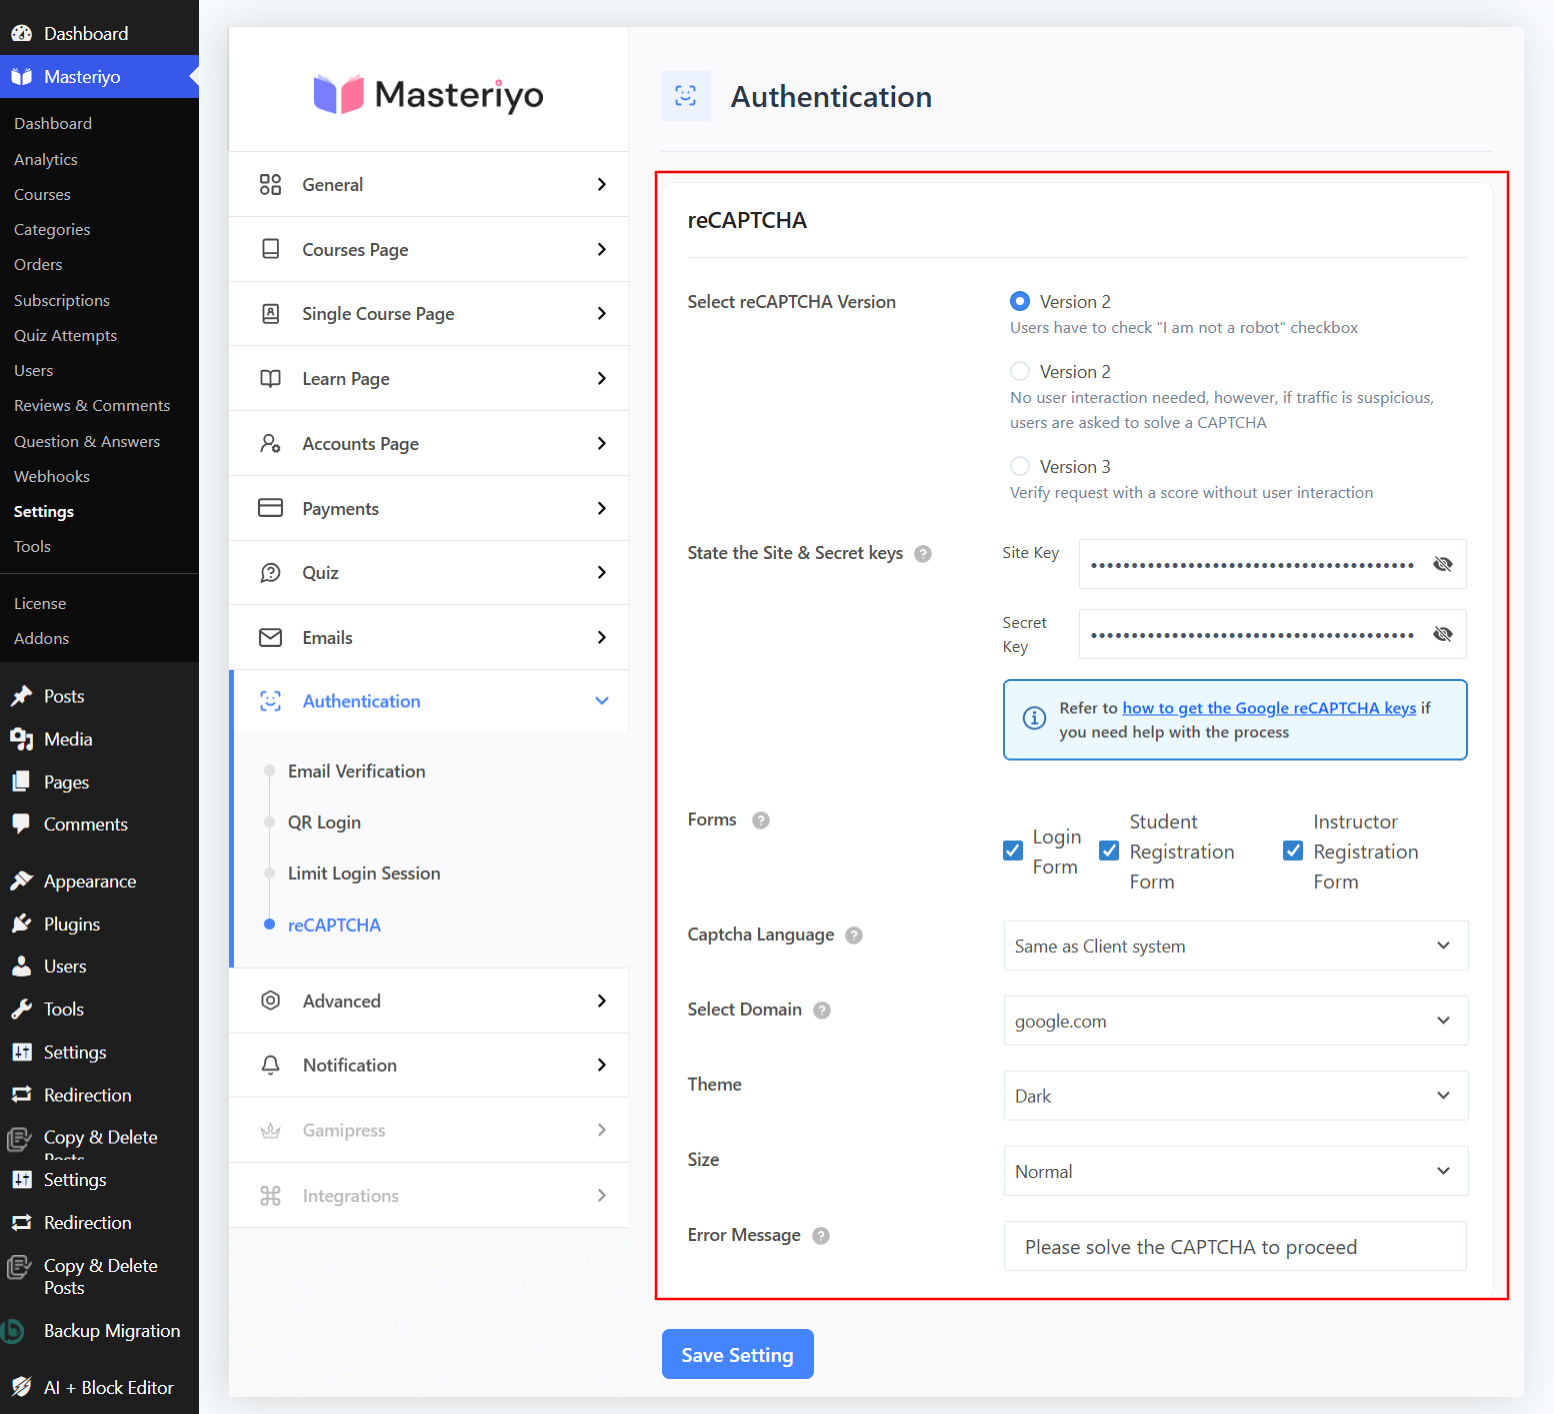 Dashboard
Masteriyo
Dashboard
Analytics
Courses
Categories
Orders
Subscriptions
Quiz Attempts
Users
Reviews & Comments
Question & Answers
Webhooks
Settings
Tools
License
Addons
Posts
Media
Pages
Comments
Appearance
Plugins
Users
Tools
Settings
Redirection
Copy & Delete
Posts
Settings
Redirection
Copy & Delete
Posts
Backup Migration
AI + Block Editor
Masteriyo
General
Courses Page
Single Course Page
Learn Page
Accounts Page
Payments
Quiz
Emails
Authentication
Email Verification
QR Login
Limit Login Session
reCAPTCHA
Advanced
Notification
Gamipress
Integrations
Authentication
reCAPTCHA
Select reCAPTCHA Version
Version 2
Users have to check "I am not a robot" checkbox
Version 2
No user interaction needed, however, if traffic is suspicious,
users are asked to solve a CAPTCHA
Version 3
Verify request with a score without user interaction
State the Site & Secret keys ?
Site Key
Secret
Key
Refer to how to get the Google reCAPTCHA keys if
you need help with the process
Forms ?
Login
Form
Student
Registration
Form
Instructor
Registration
Form
Captcha Language ?
Same as Client system
Select Domain ?
google.com
Theme
Dark
Size
Normal
Error Message ?
Please solve the CAPTCHA to proceed
Save Setting